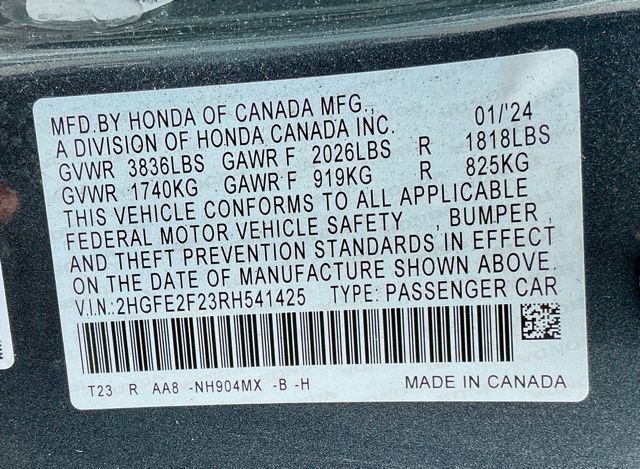 MFD.BY HONDA OF CANADA MFG., 01/'24
A DIVISION OF HONDA CANADA INC.
GVWR 3836LBS GAWR F 2026LBS R 1818LBS
GVWR 1740KG GAWR F 919KG R 825KG
THIS VEHICLE CONFORMS TO ALL APPLICABLE
FEDERAL MOTOR VEHICLE SAFETY , BUMPER ,
AND THEFT PREVENTION STANDARDS IN EFFECT
ON THE DATE OF MANUFACTURE SHOWN ABOVE.
V.I.N.:2HGFE2F23RH541425 TYPE: PASSENGER CAR
T23 R AA8 -NH904MX -B -H MADE IN CANADA